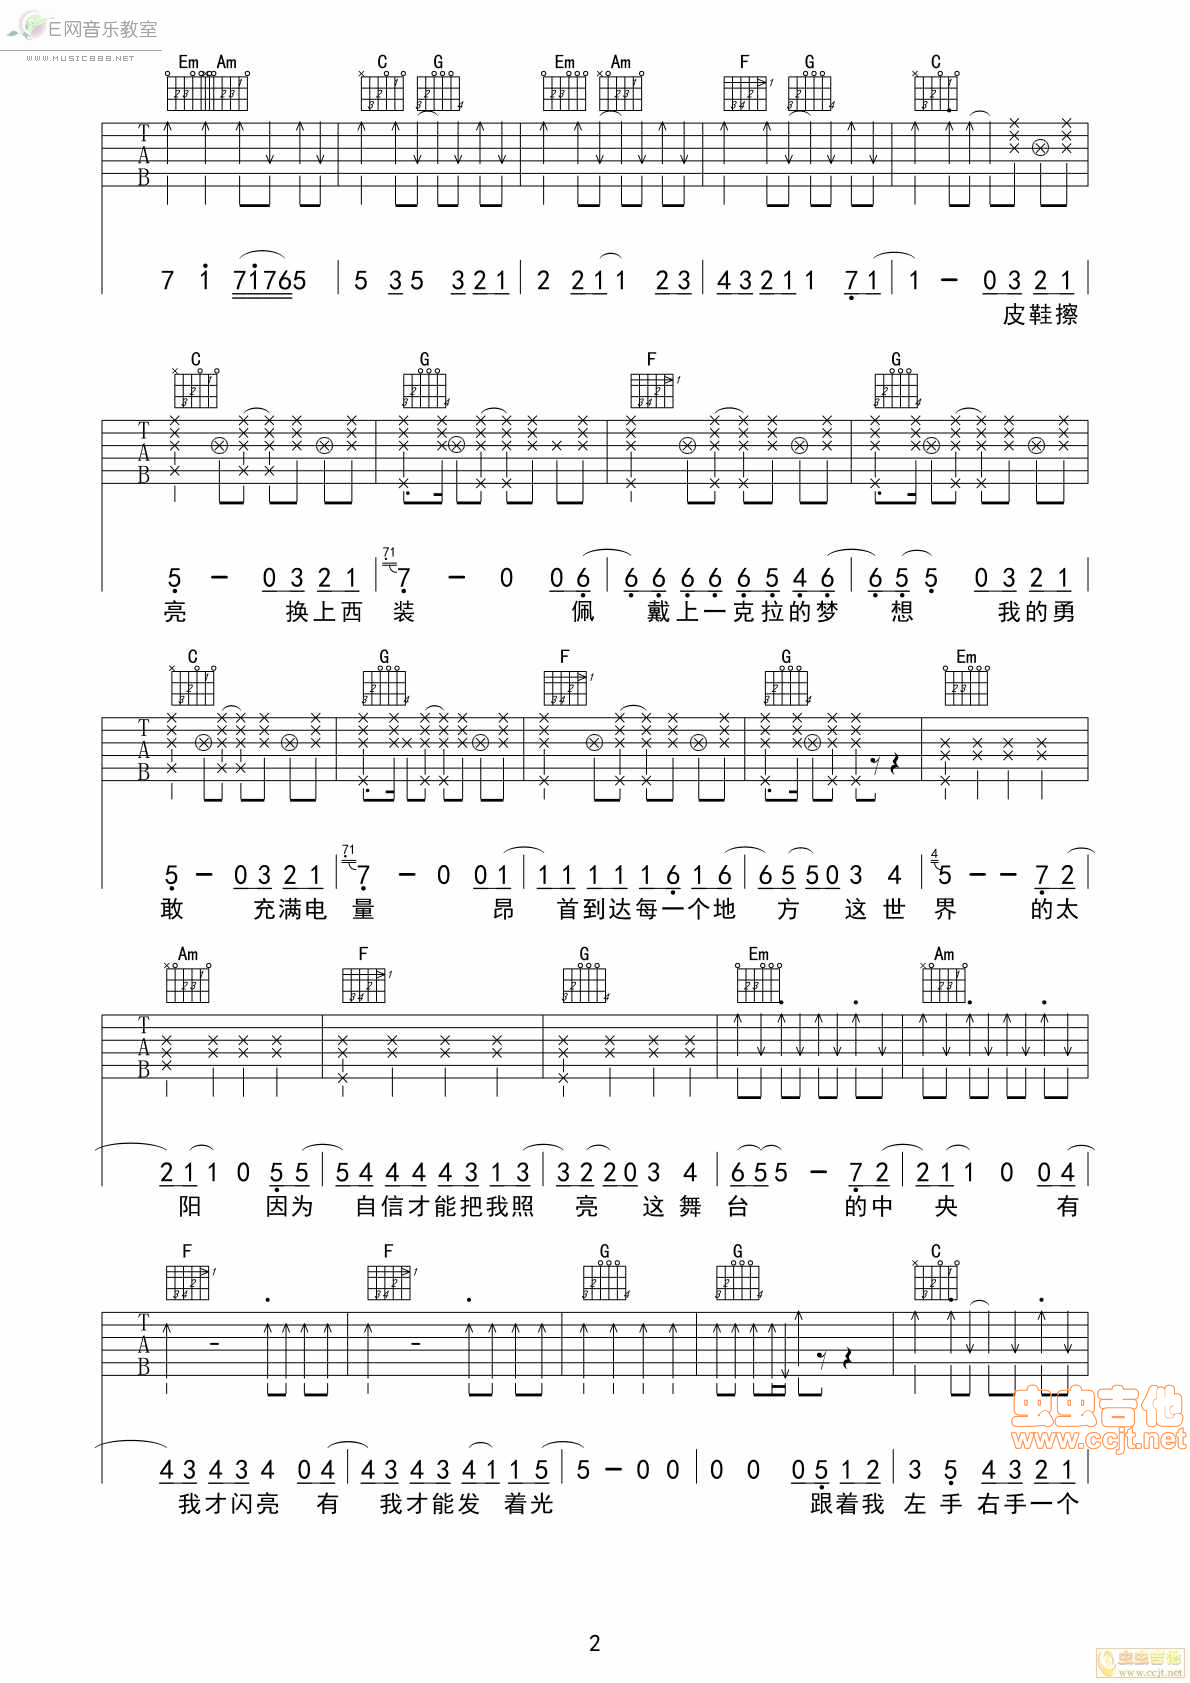 E网音乐教室
WWW.MUSIC888.NET
Em Am C G Em Am F G C
T A B
7 1 71765 | 5 35 321 | 2 211 23 | 43211 71 | 1 - 0321
皮鞋擦
C G F G
T A B
5 - 0321 | 71 7 - 0 06 | 66666546 | 655 0321
亮 换上西 装 佩 戴上一克拉的梦 想 我的勇
C G F G Em
T A B
5 - 0321 | 71 7 - 0 01 | 11111616 | 65503 4 | 4 5 - - 72
敢 充满电 量 昂 首到达每一个地 方 这 世 界 的太
Am F G Em Am
T A B
211 0 55 | 54444313 | 32203 4 | 655 - 72 | 211 0 04
阳 因为 自信才能把我照 亮 这 舞 台 的中 央 有
F F G G C
T A B
43434 04 | 43434115 | 5 - 0 0 | 0 0 0512 | 3 5 4321
我才闪亮 有 我才能发 着光 跟着我 左 手 右手一个
虫虫吉他
www.ccjt.net
2
虫虫吉他
www.ccjt.net